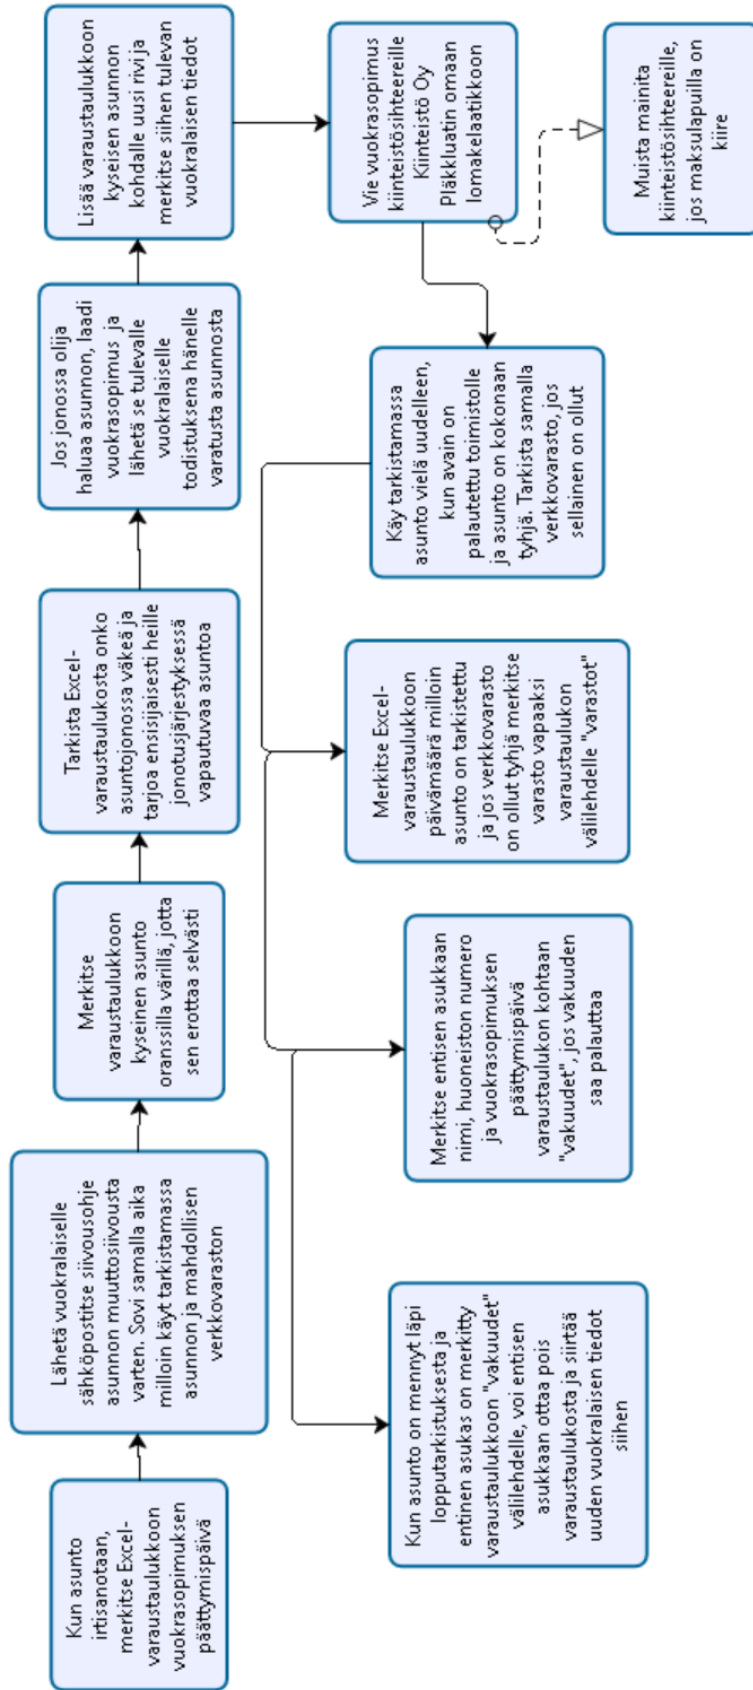 Kun asunto
irtisanotaan,
merkitse Excel-
varaustaulukkoon
vuokrasopimuksen
päättymispäivä
Lähetä vuokralaiselle
sähköpostitse siivousohje
asunnon muuttosiivousta
varten. Sovi samalla aika
milloin käyt tarkistamassa
asunnon ja mahdollisen
verkkovaraston
Merkitse
varaustaulukkoon
kyseinen asunto
oranssilla värillä, jotta
sen erottaa selvästi
Tarkista Excel-
varaustaulukosta onko
asuntojonossa väkeä ja
tarjoa ensisijaisesti heille
jonotusjärjestyksessä
vapautuvaa asuntoa
Jos jonossa olija
haluaa asunnon, laadi
vuokrasopimus ja
lähetä se tulevalle
vuokralaiselle
todistuksena hänelle
varatusta asunnosta
Lisää varaustaulukkoon
kyseisen asunnon
kohdalle uusi rivi ja
merkitse siihen tulevan
vuokralaisen tiedot
Vie vuokrasopimus
kiinteistösihteereille
Kiinteistö Oy
Pläkkluatin omaan
lomakelaatikkoon
Muista mainita
kiinteistösihteereille,
jos maksulapuilla on
kiire
Käy tarkistamassa
asunto vielä uudelleen,
kun avain on
palautettu toimistolle
ja asunto on kokonaan
tyhjä. Tarkista samalla
verkkovarasto, jos
sellainen on ollut
Merkitse Excel-
varaustaulukkoon
päivämäärä milloin
asunto on tarkistettu
ja jos verkkovarasto
on ollut tyhjä merkitse
varasto vapaaksi
varaustaulukon
välilehdelle "varastot"
Merkitse entisen asukkaan
nimi, huoneiston numero
ja vuokrasopimuksen
päättymispäivä
varaustaulukon kohtaan
"vakuudet", jos vakuuden
saa palauttaa
Kun asunto on mennyt läpi
lopputarkistuksesta ja
entinen asukas on merkitty
varaustaulukkoon "vakuudet"
välilehdelle, voi entisen
asukkaan ottaa pois
varaustaulukosta ja siirtää
uuden vuokralaisen tiedot
siihen